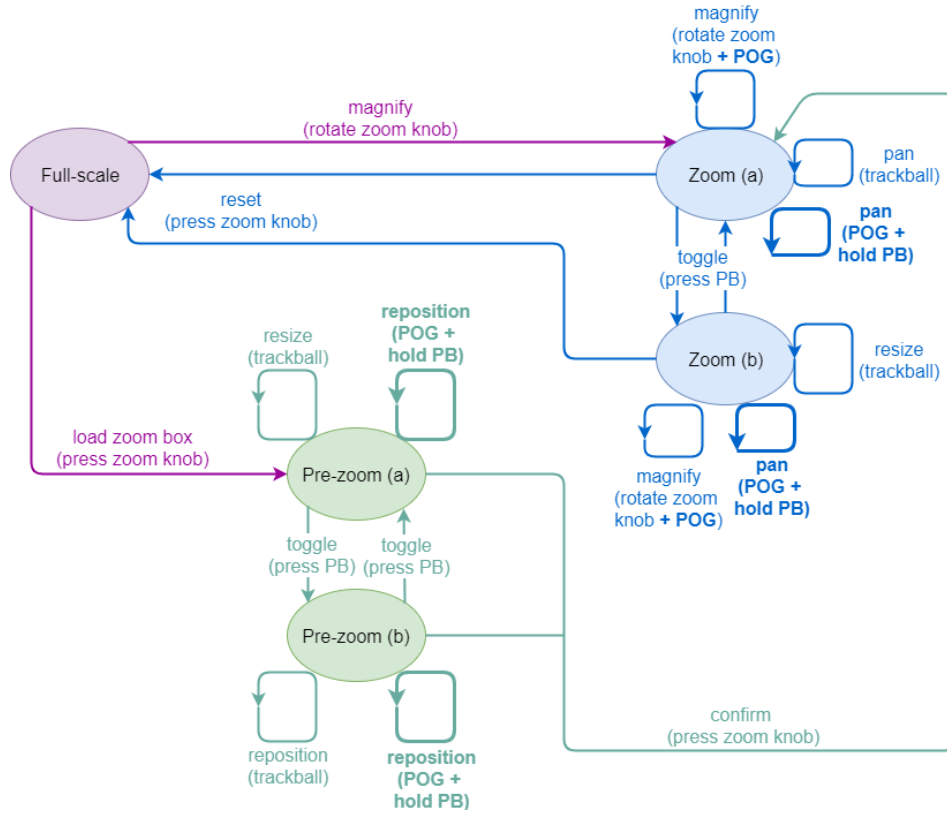 magnify
(rotate zoom
knob + POG)
magnify
(rotate zoom knob)
Full-scale
Zoom (a)
pan
(trackball)
reset
(press zoom knob)
pan
(POG +
hold PB)
toggle
(press PB)
reposition
(POG +
hold PB)
resize
(trackball)
Zoom (b)
resize
(trackball)
load zoom box
(press zoom knob)
Pre-zoom (a)
magnify
(rotate zoom
knob + POG)
pan
(POG +
hold PB)
toggle
(press PB)
toggle
(press PB)
Pre-zoom (b)
confirm
(press zoom knob)
reposition
(trackball)
reposition
(POG +
hold PB)